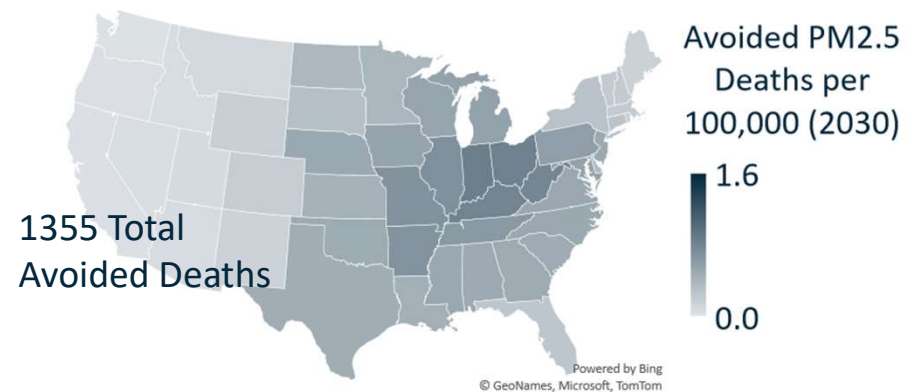 Avoided PM2.5
Deaths per
100,000 (2030)
1.6
0.0
1355 Total
Avoided Deaths
Powered by Bing
© GeoNames, Microsoft, TomTom